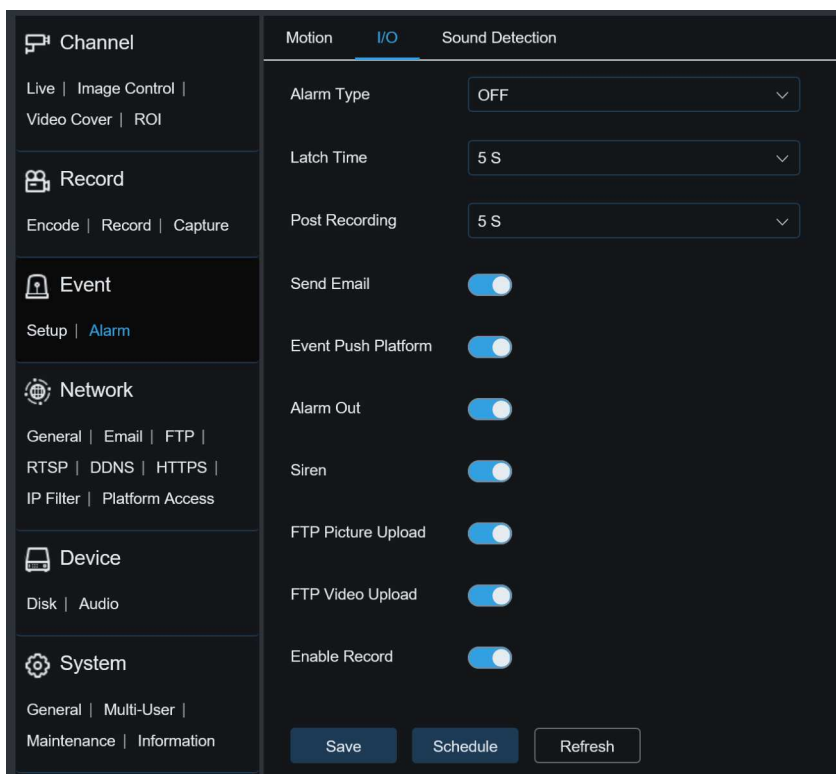 Channel
Live | Image Control |
Video Cover | ROI
Record
Encode | Record | Capture
Event
Setup | Alarm
Network
General | Email | FTP |
RTSP | DDNS | HTTPS |
IP Filter | Platform Access
Device
Disk | Audio
System
General | Multi-User |
Maintenance | Information
Motion I/O Sound Detection
Alarm Type OFF
Latch Time 5 S
Post Recording 5 S
Send Email
Event Push Platform
Alarm Out
Siren
FTP Picture Upload
FTP Video Upload
Enable Record
Save Schedule Refresh